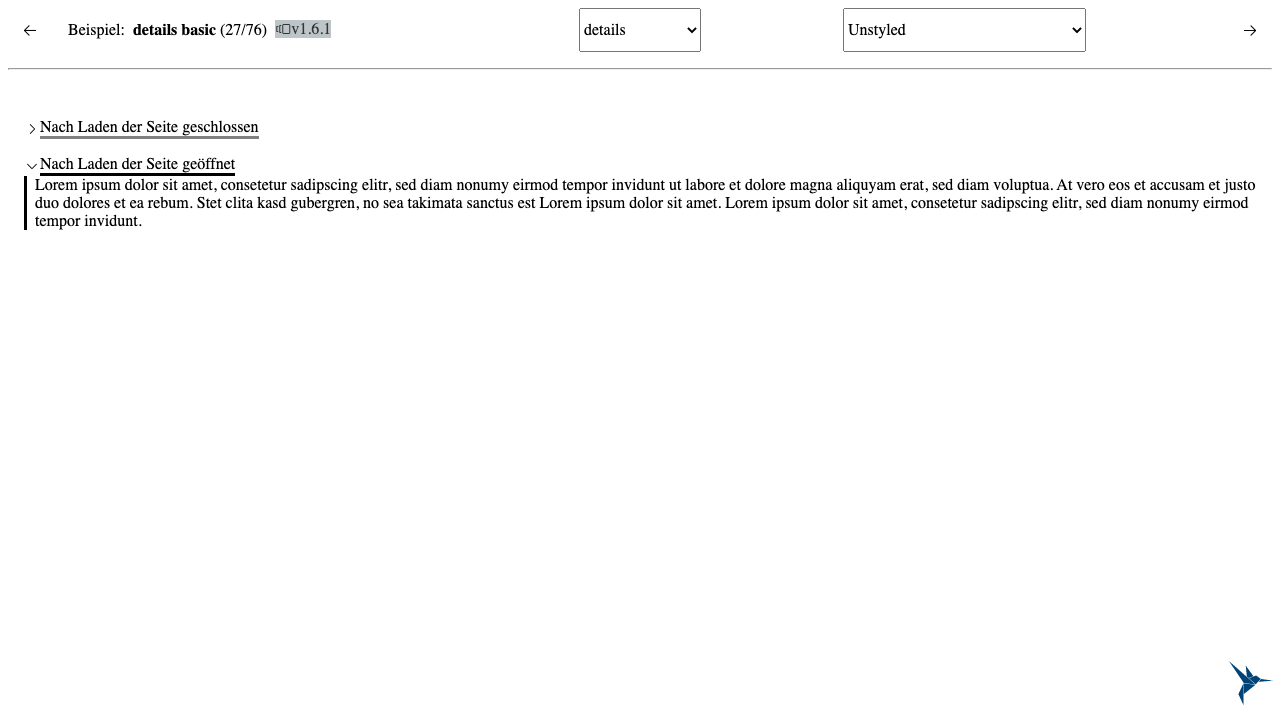 Beispiel: details basic (27/76) v1.6.1 details Unstyled
Nach Laden der Seite geschlossen
Nach Laden der Seite geöffnet
Lorem ipsum dolor sit amet, consetetur sadipscing elitr, sed diam nonumy eirmod tempor invidunt ut labore et dolore magna aliquyam erat, sed diam voluptua. At vero eos et accusam et justo
duo dolores et ea rebum. Stet clita kasd gubergren, no sea takimata sanctus est Lorem ipsum dolor sit amet. Lorem ipsum dolor sit amet, consetetur sadipscing elitr, sed diam nonumy eirmod
tempor invidunt.